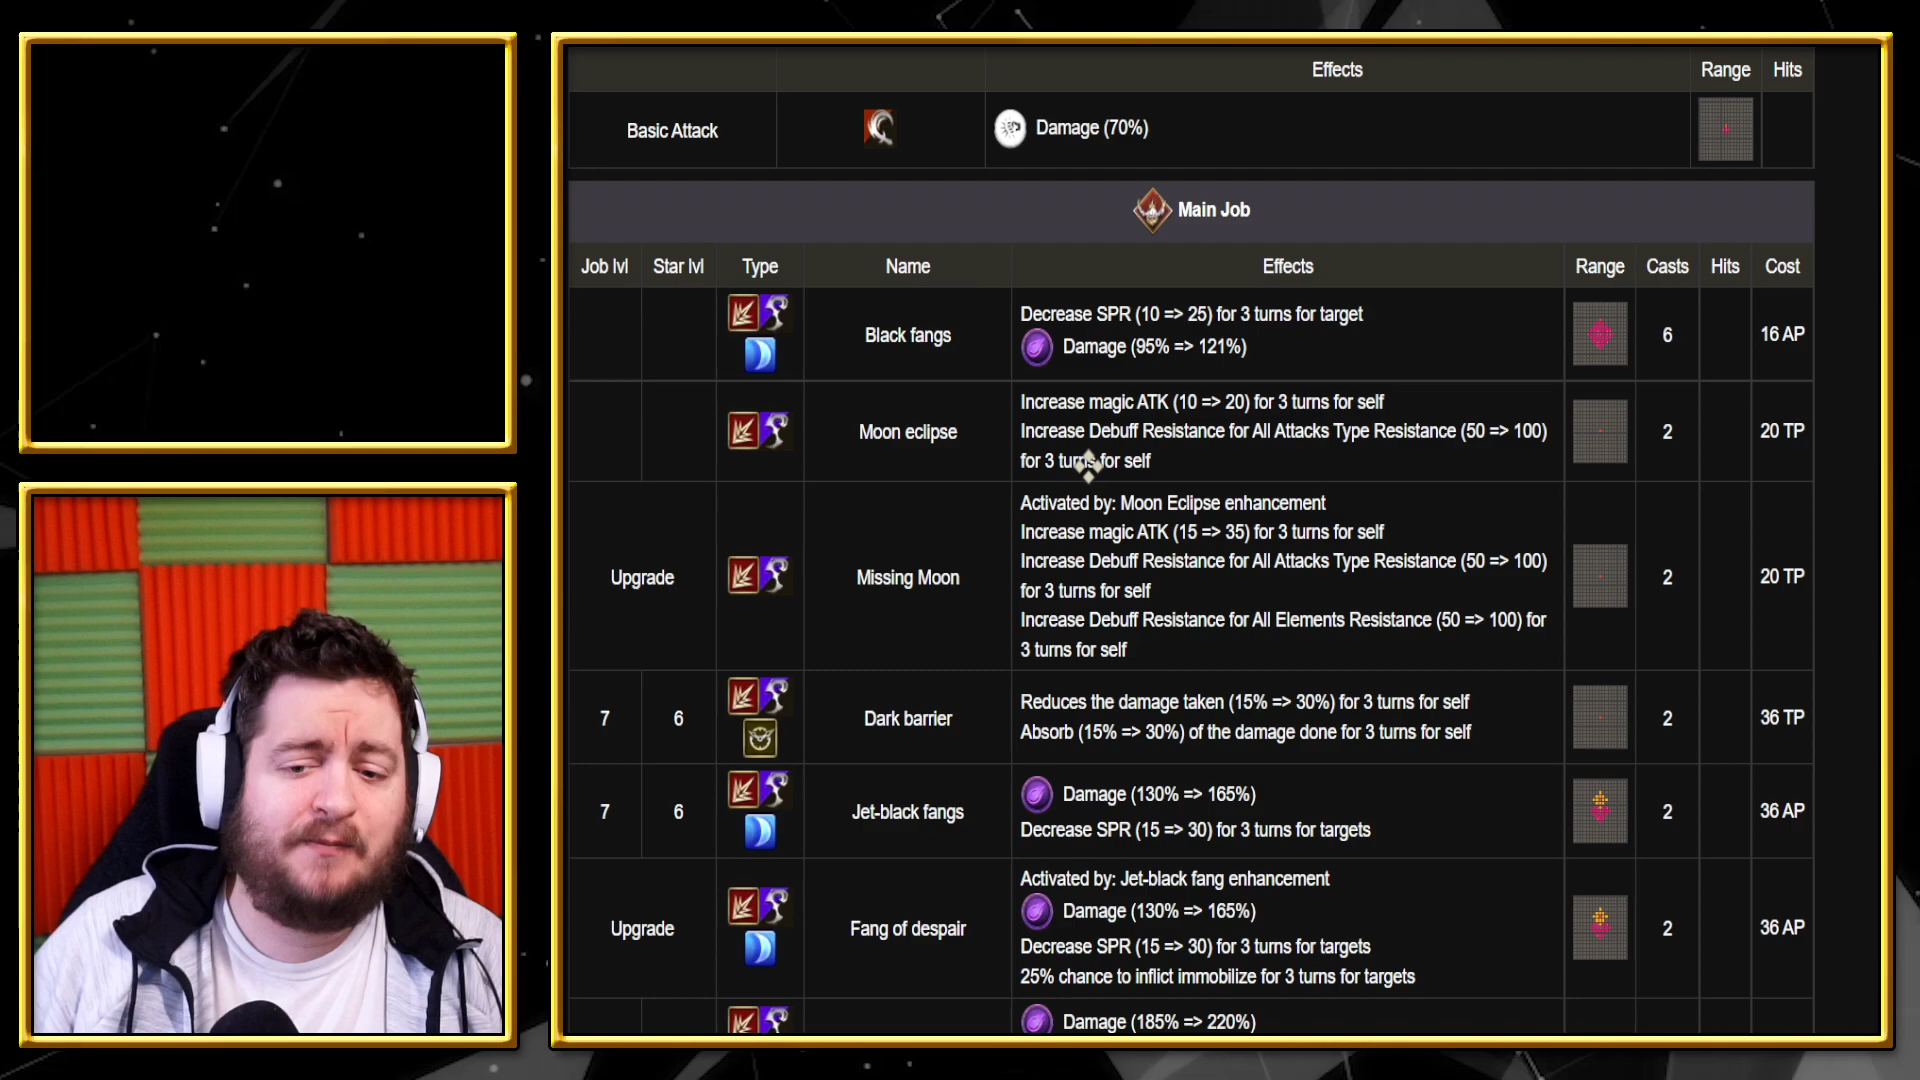 Effects Range Hits
Basic Attack Damage (70%)
Main Job
Job lvl Star lvl Type Name Effects Range Casts Hits Cost
Decrease SPR (10 => 25) for 3 turns for target
Black fangs 6 16 AP
Damage (95% => 121%)
Increase magic ATK (10 => 20) for 3 turns for self
Moon eclipse Increase Debuff Resistance for All Attacks Type Resistance (50 => 100) 2 20 TP
for 3 turns for self
Activated by: Moon Eclipse enhancement
Increase magic ATK (15 => 35) for 3 turns for self
Increase Debuff Resistance for All Attacks Type Resistance (50 => 100)
Upgrade Missing Moon 2 20 TP
for 3 turns for self
Increase Debuff Resistance for All Elements Resistance (50 => 100) for
3 turns for self
Reduces the damage taken (15% => 30%) for 3 turns for self
7 6 Dark barrier 2 36 TP
Absorb (15% => 30%) of the damage done for 3 turns for self
Damage (130% => 165%)
7 6 Jet-black fangs 2 36 AP
Decrease SPR (15 => 30) for 3 turns for targets
Activated by: Jet-black fang enhancement
Damage (130% => 165%)
Upgrade Fang of despair 2 36 AP
Decrease SPR (15 => 30) for 3 turns for targets
25% chance to inflict immobilize for 3 turns for targets
Damage (185% => 220%)